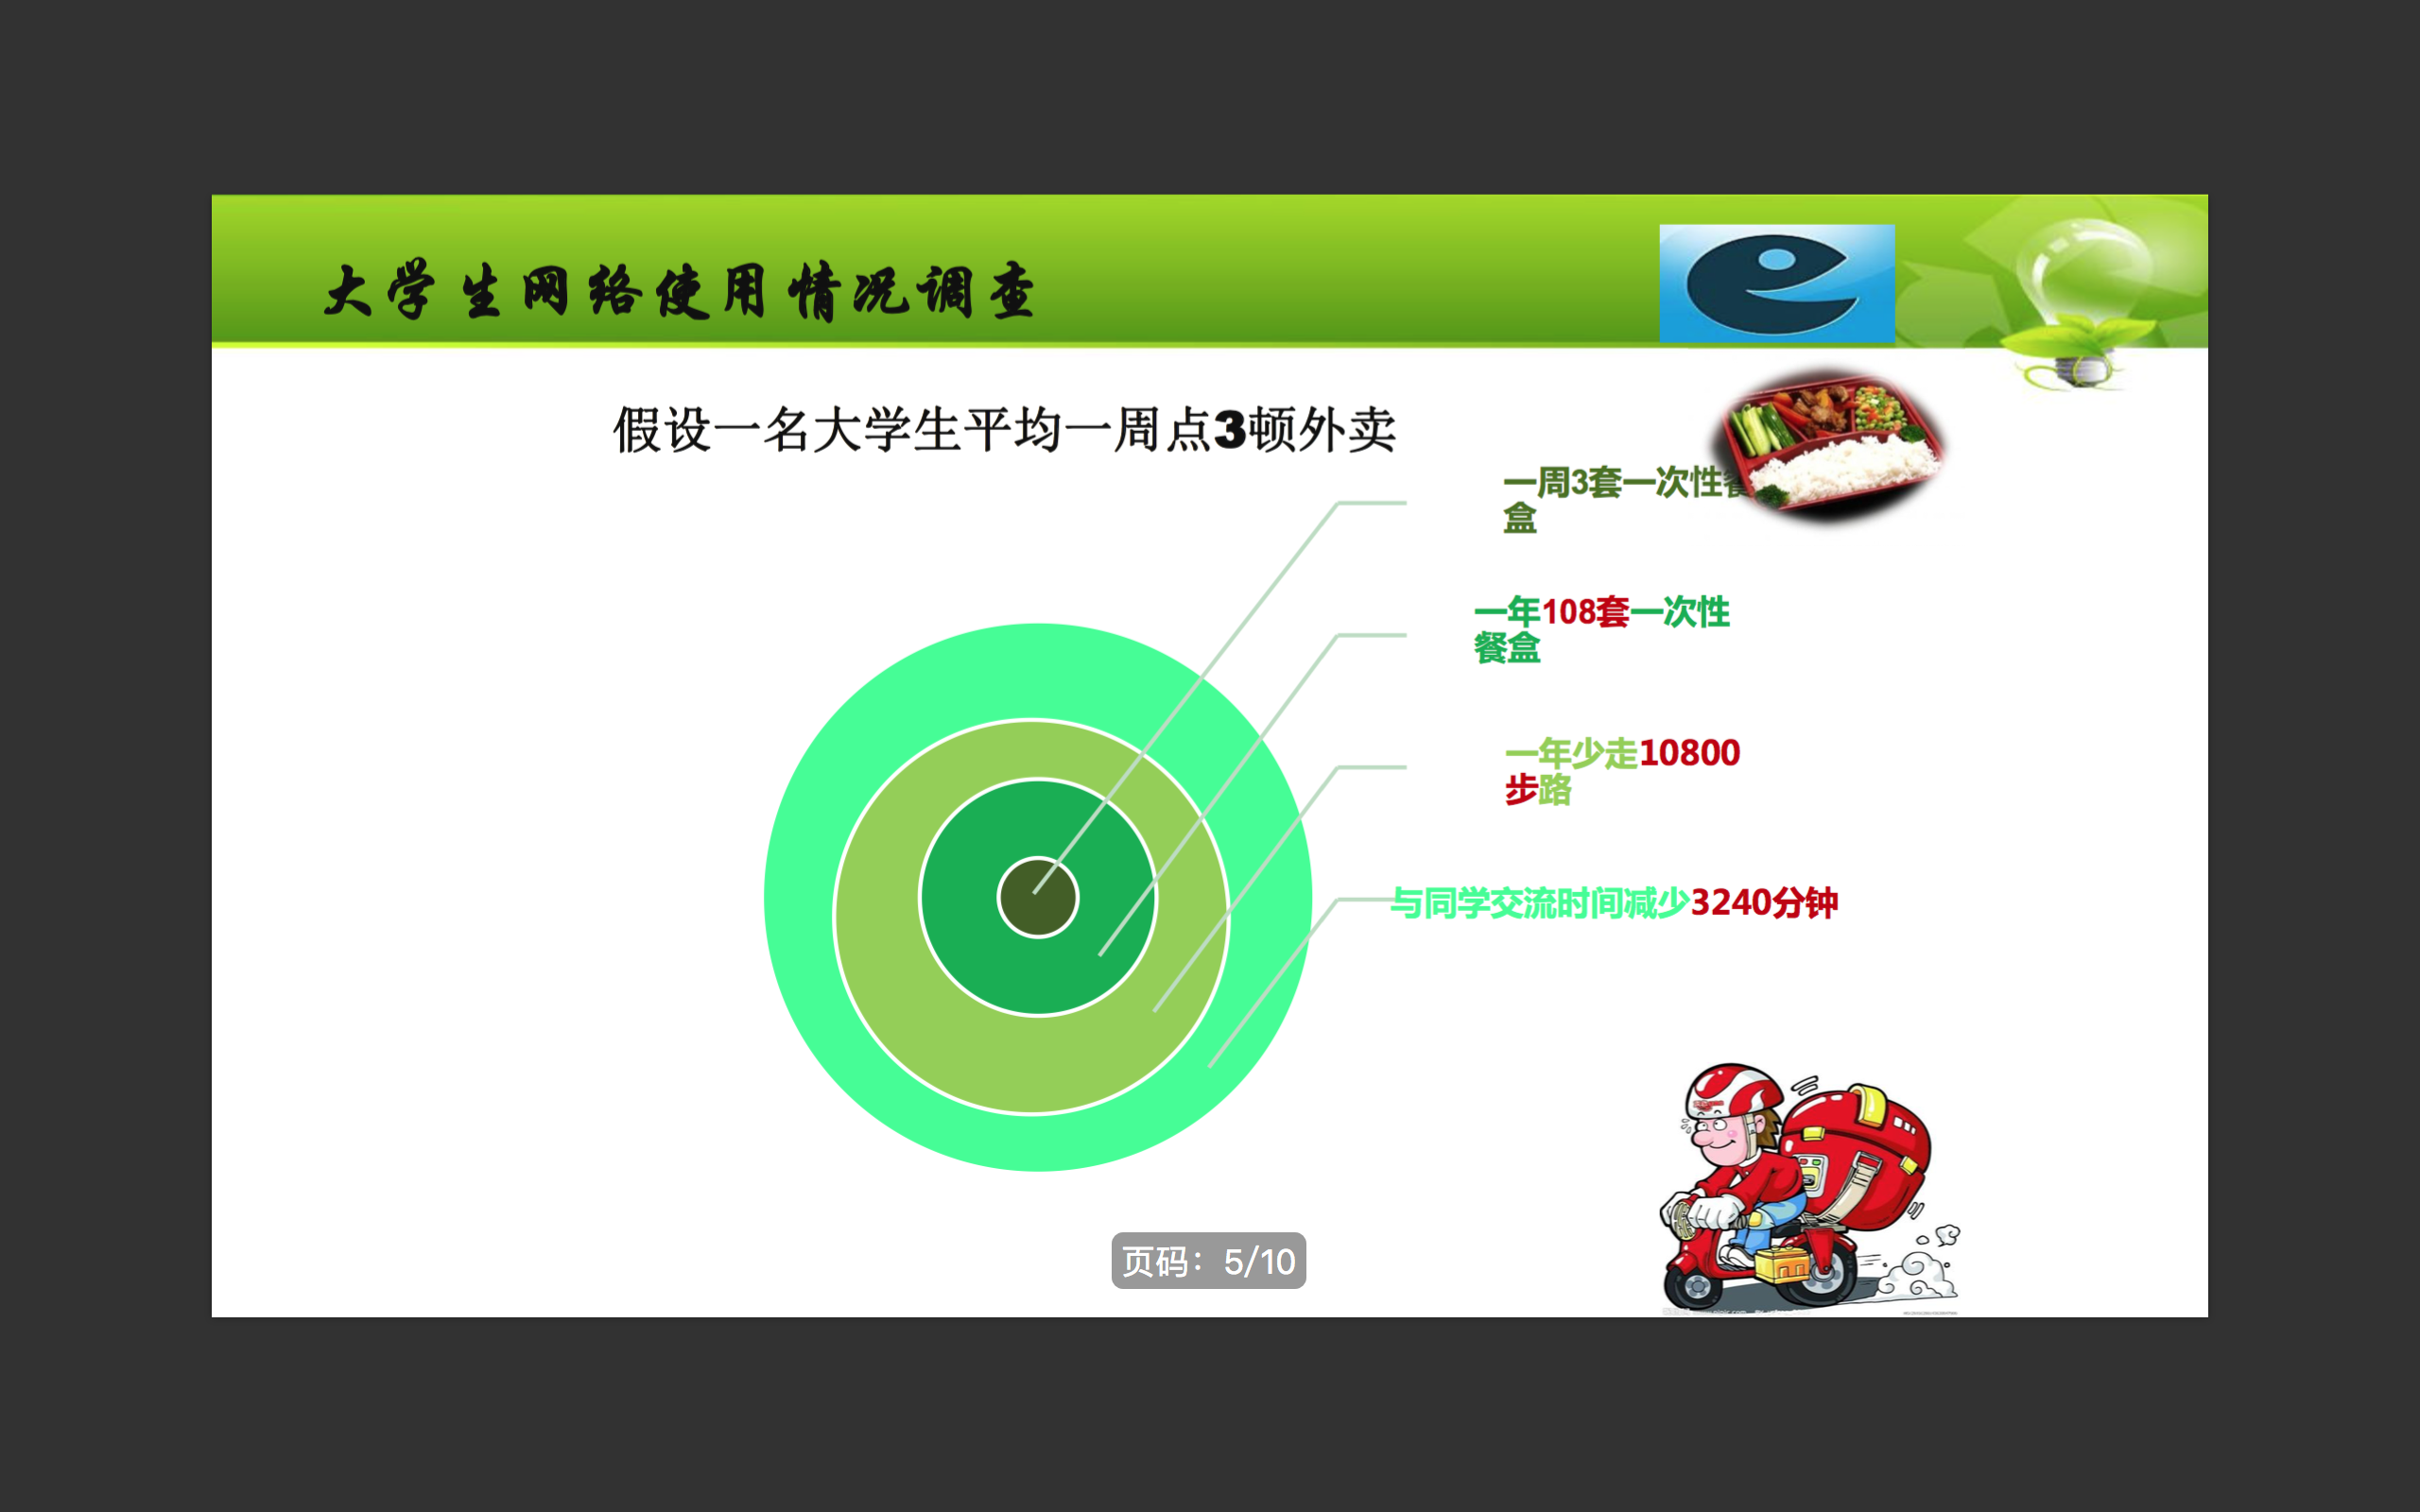 大学生网络使用情况调查
假设一名大学生平均一周点3顿外卖
一周3套一次性餐
盒
一年108套一次性
餐盒
一年少走10800
步路
与同学交流时间减少3240分钟
页码：5/10